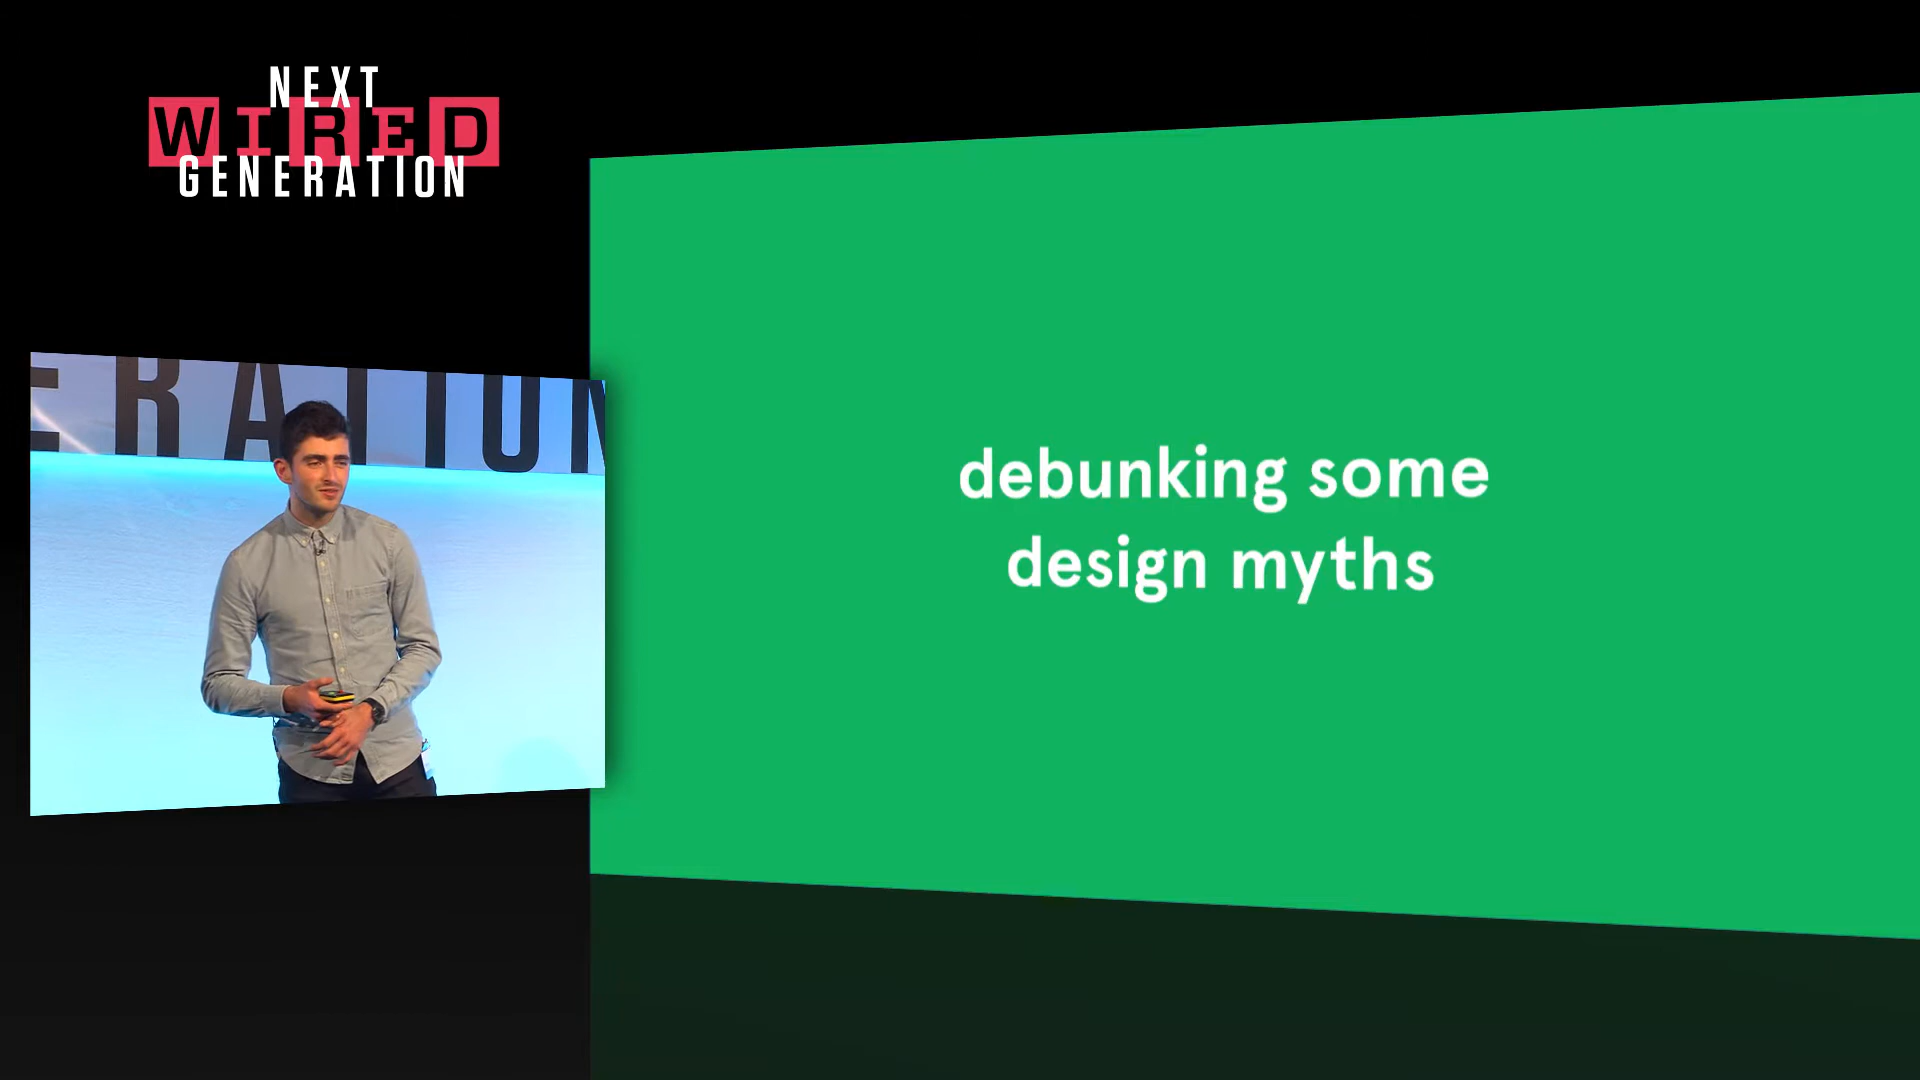 NEXT
WIRED
GENERATION
ERATION
debunking some
design myths